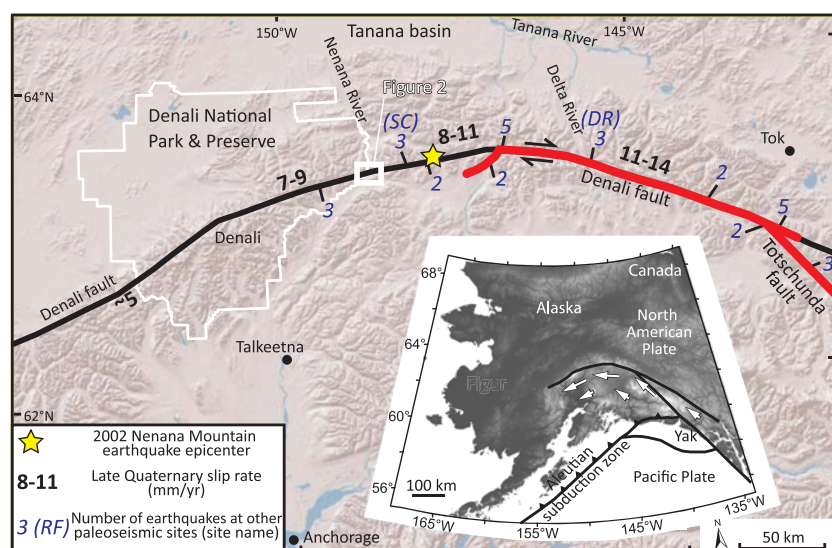 150°W
Tanana basin
Tanana River
145°W
64°N
Denali National
Park & Preserve
Nenana River
Figure 2
Delta River
(SC)
3
8-11
2
5
2
(DR)
3
11-14
Denali fault
2
Tok
5
2
Totschunda
fault
3
7-9
3
Denali
Denali fault
~5
Talkeetna
62°N
68°
64°
60°
56°
Canada
Alaska
North
American
Plate
Figur
Yak
Aleutian
subduction zone
Pacific Plate
100 km
165°W
155°W
145°W
135°W
2002 Nenana Mountain
earthquake epicenter
8-11
Late Quaternary slip rate
(mm/yr)
3 (RF)
Number of earthquakes at other
paleoseismic sites (site name)
Anchorage
N
50 km